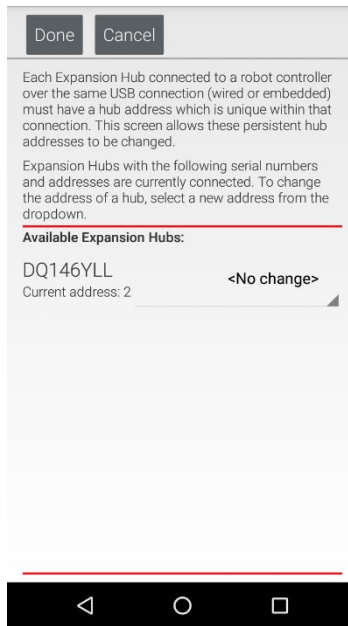 Done Cancel
Each Expansion Hub connected to a robot controller
over the same USB connection (wired or embedded)
must have a hub address which is unique within that
connection. This screen allows these persistent hub
addresses to be changed.
Expansion Hubs with the following serial numbers
and addresses are currently connected. To change
the address of a hub, select a new address from the
dropdown.
Available Expansion Hubs:
DQ146YLL
<No change>
Current address: 2